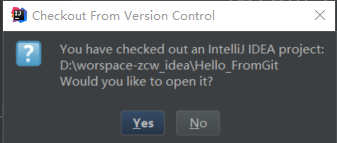 Checkout From Version Control
You have checked out an IntelliJ IDEA project:
D:\worspace-zcw_idea\Hello_FromGit
Would you like to open it?
Yes No